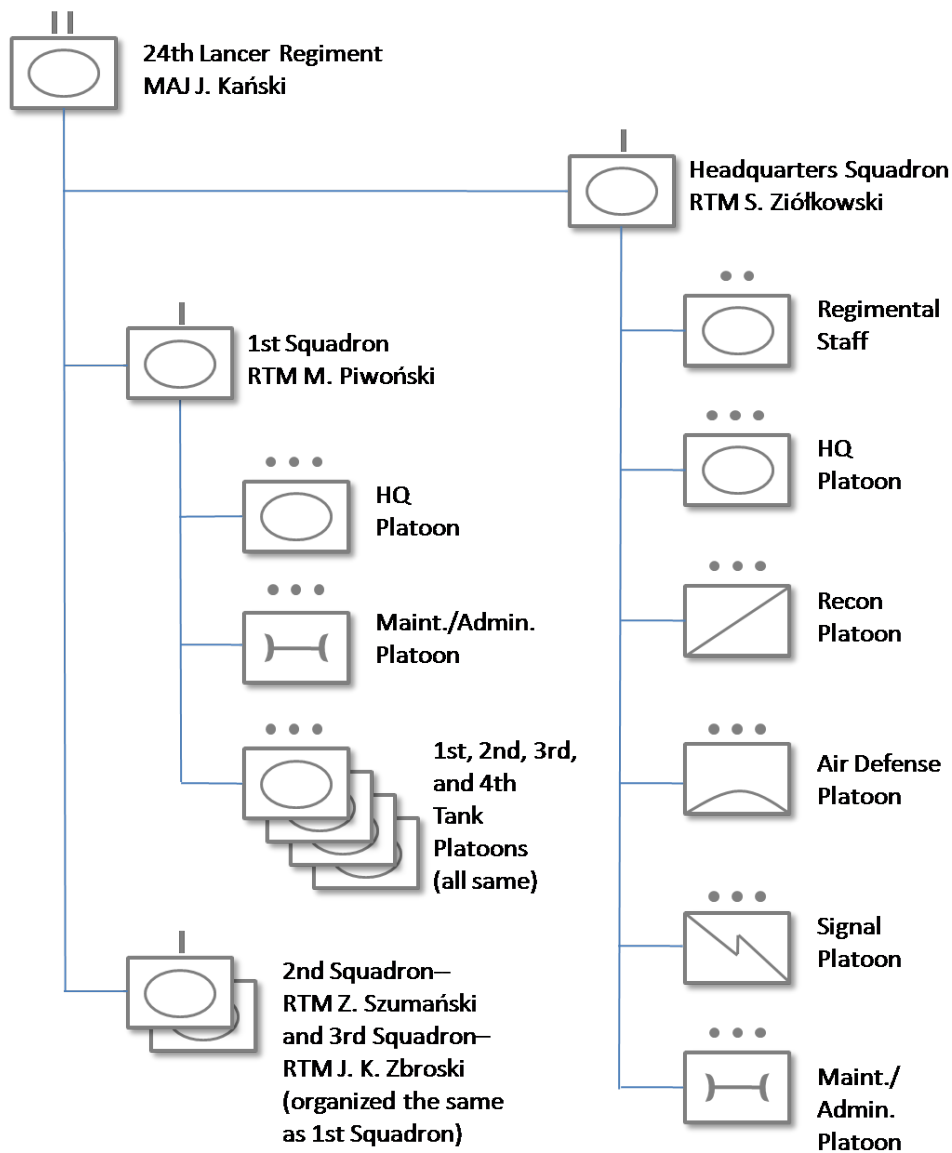 24th Lancer Regiment
MAJ J. Kański
Headquarters Squadron
RTM S. Ziółkowski
Regimental
Staff
HQ
Platoon
Recon
Platoon
Air Defense
Platoon
Signal
Platoon
Maint./
Admin.
Platoon
1st Squadron
RTM M. Piwoński
HQ
Platoon
Maint./Admin.
Platoon
1st, 2nd, 3rd,
and 4th
Tank
Platoons
(all same)
2nd Squadron–
RTM Z. Szumański
and 3rd Squadron–
RTM J. K. Zbroski
(organized the same
as 1st Squadron)